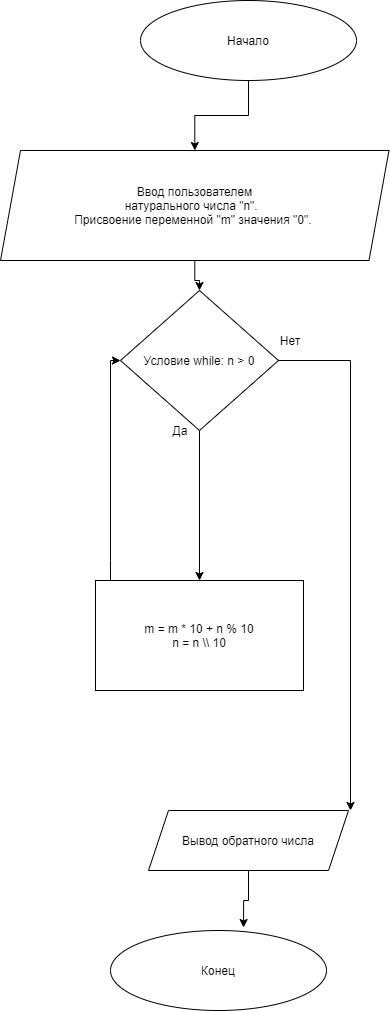 Начало
Ввод пользователем
натурального числа "n".
Присвоение переменной "m" значения "0".
Условие while: n > 0
Нет
Да
m = m * 10 + n % 10
n = n \\ 10
Вывод обратного числа
Конец